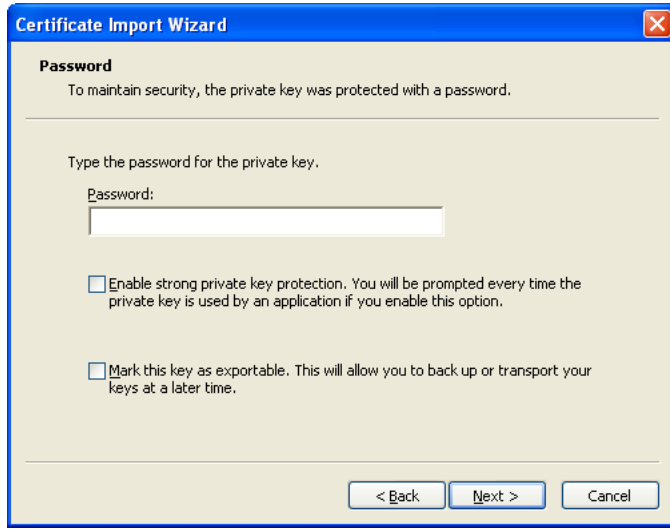 Certificate Import Wizard
Password
To maintain security, the private key was protected with a password.
Type the password for the private key.
Password:
Enable strong private key protection. You will be prompted every time the
private key is used by an application if you enable this option.
Mark this key as exportable. This will allow you to back up or transport your
keys at a later time.
< Back Next > Cancel